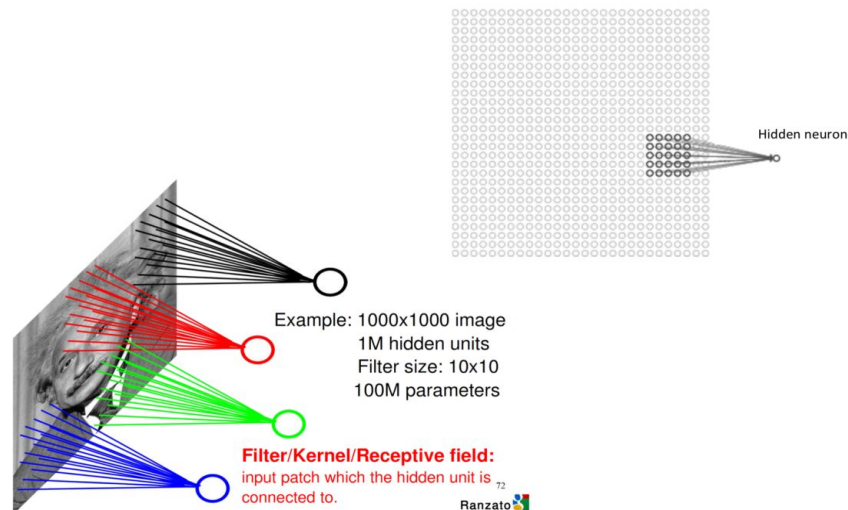 Hidden neuron
Example: 1000x1000 image
1M hidden units
Filter size: 10x10
100M parameters
Filter/Kernel/Receptive field:
input patch which the hidden unit is
connected to.
72
Ranzato